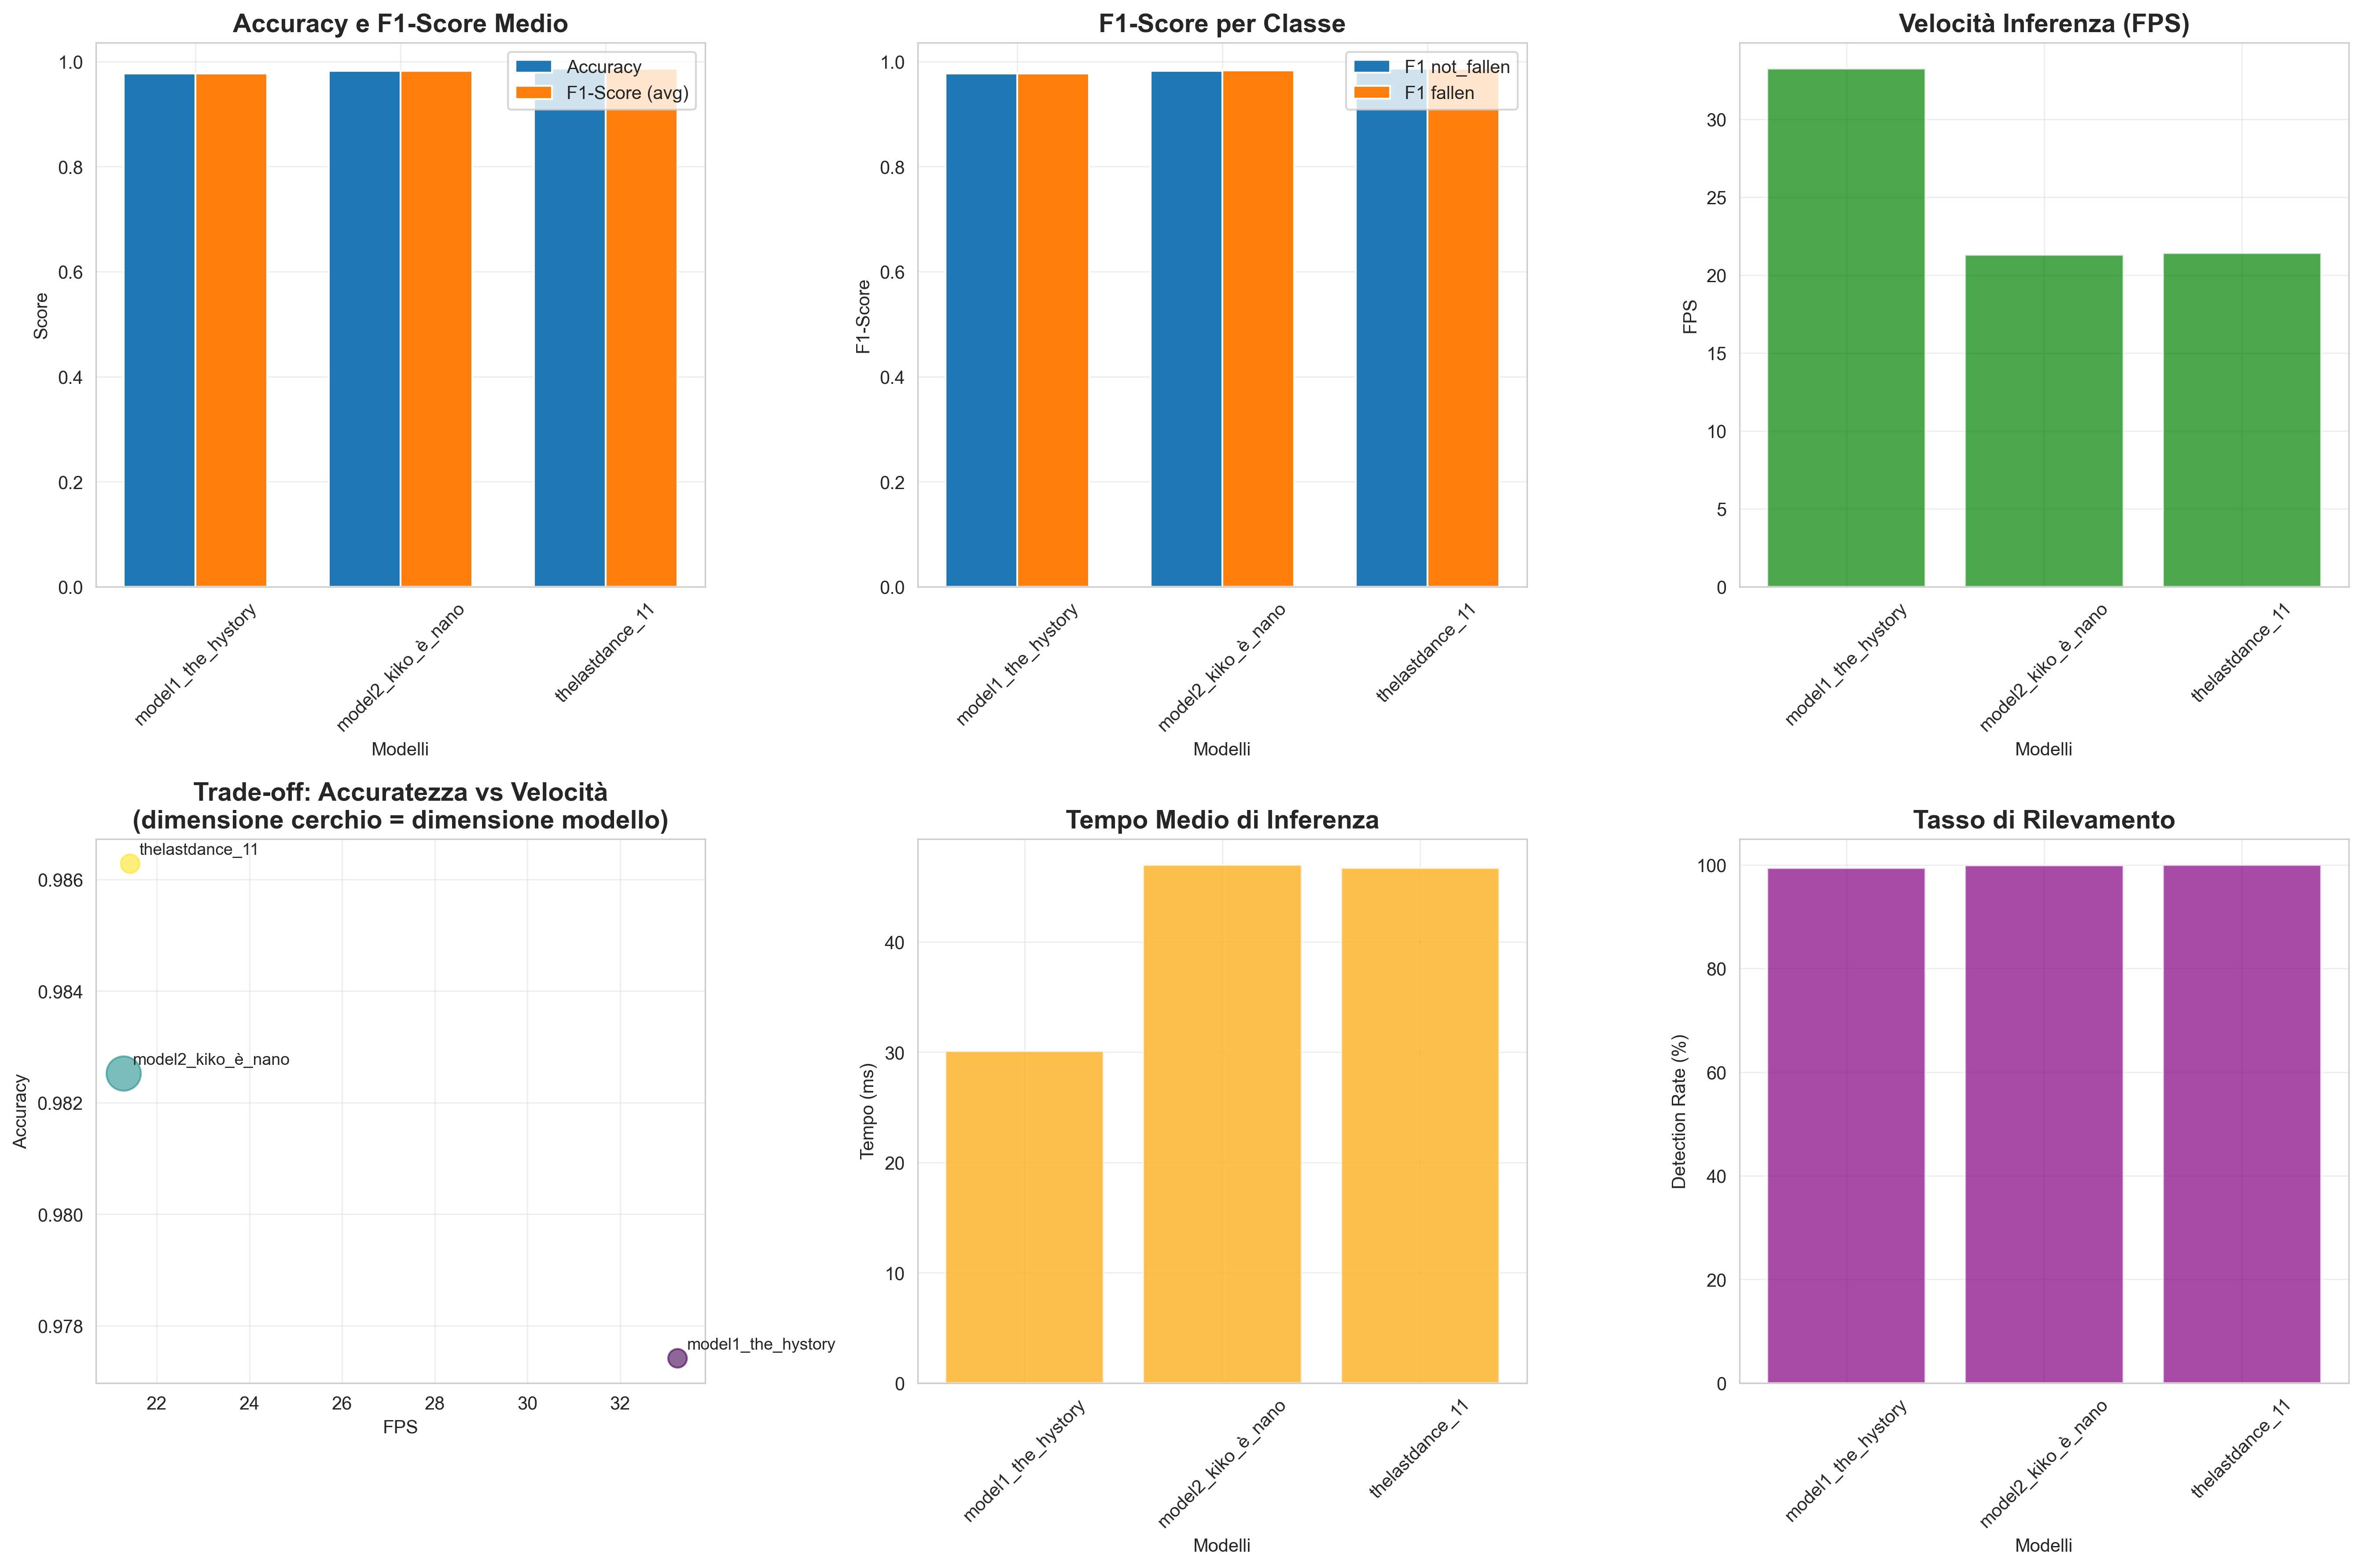 Accuracy e F1-Score Medio
1.0
0.8
0.6
0.4
0.2
0.0
Score
Accuracy
F1-Score (avg)
model1_the_hystory
model2_kiko_è_nano
thelastdance_11
Modelli
F1-Score per Classe
1.0
0.8
0.6
0.4
0.2
0.0
F1-Score
F1 not_fallen
F1 fallen
model1_the_hystory
model2_kiko_è_nano
thelastdance_11
Modelli
Velocità Inferenza (FPS)
30
25
20
15
10
5
0
FPS
model1_the_hystory
model2_kiko_è_nano
thelastdance_11
Modelli
Trade-off: Accuratezza vs Velocità
(dimensione cerchio = dimensione modello)
0.986
0.984
0.982
0.980
0.978
Accuracy
thelastdance_11
model2_kiko_è_nano
model1_the_hystory
22
24
26
28
30
32
FPS
Tempo Medio di Inferenza
40
30
20
10
0
Tempo (ms)
model1_the_hystory
model2_kiko_è_nano
thelastdance_11
Modelli
Tasso di Rilevamento
100
80
60
40
20
0
Detection Rate (%)
model1_the_hystory
model2_kiko_è_nano
thelastdance_11
Modelli